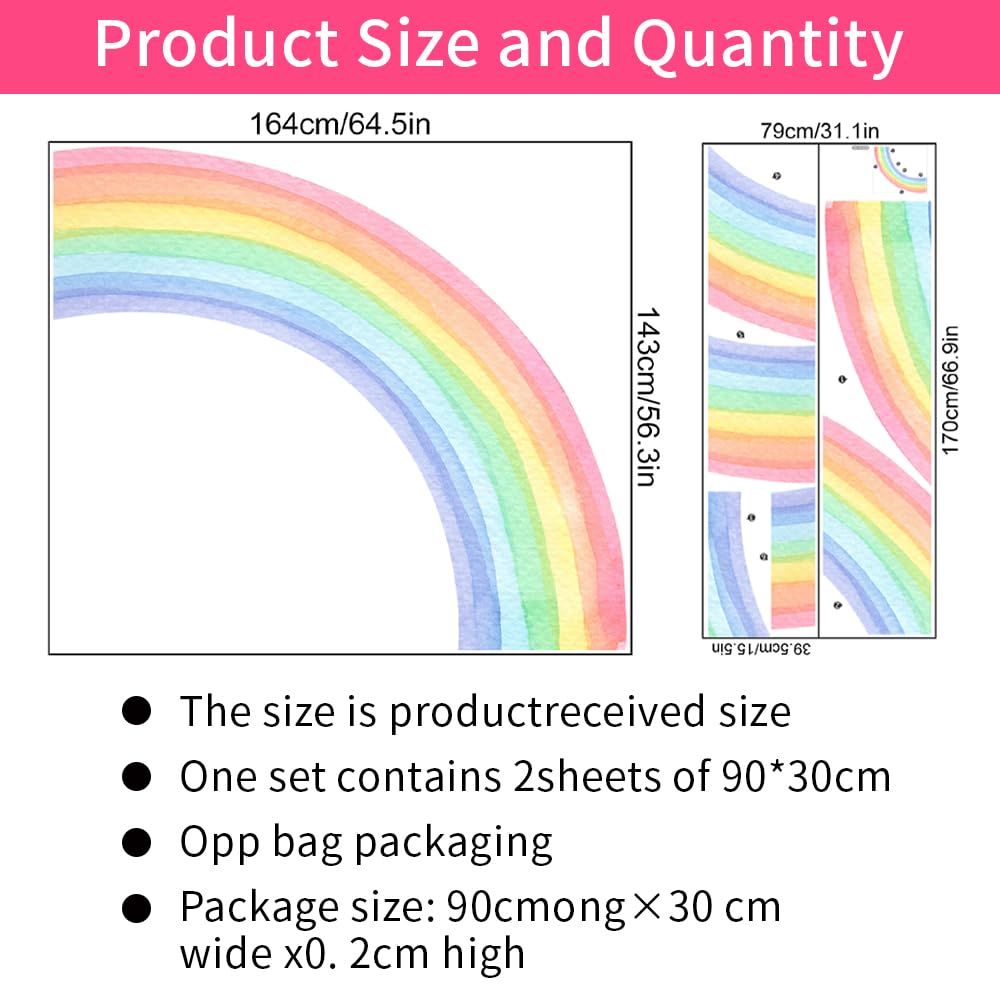 Product Size and Quantity
164cm/64.5in
79cm/31.1in
143cm/56.3in
170cm/66.9in
39.5cm/15.5in
● The size is productreceived size
● One set contains 2sheets of 90*30cm
● Opp bag packaging
● Package size: 90cmong×30 cm
wide x0. 2cm high